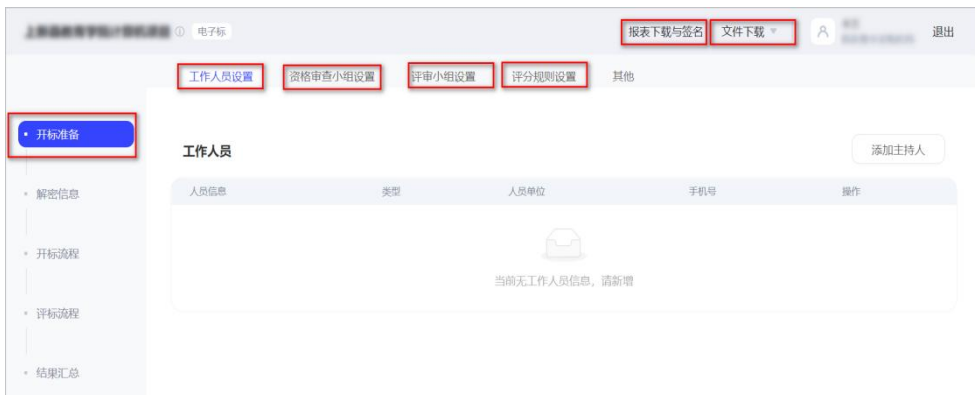 电子标 报表下载与签名 文件下载 退出
工作人员设置 资格审查小组设置 评审小组设置 评分规则设置 其他
开标准备
工作人员 添加主持人
解密信息
人员信息 类型 人员单位 手机号 操作
开标流程
当前无工作人员信息，请新增
评标流程
结果汇总